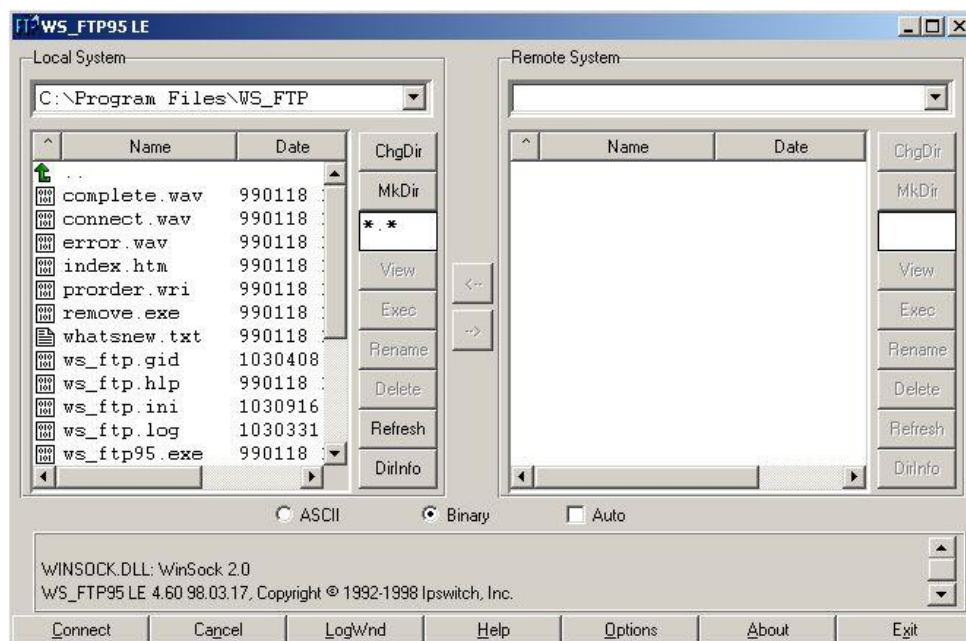 WS_FTP95 LE
Local System
C:\Program Files\WS_FTP
^ Name Date
..
complete.wav 990118
connect.wav 990118
error.wav 990118
index.htm 990118
prorder.wri 990118
remove.exe 990118
whatsnew.txt 990118
ws_ftp.gid 1030408
ws_ftp.hlp 990118
ws_ftp.ini 1030916
ws_ftp.log 1030331
ws_ftp95.exe 990118
ChgDir
MkDir
*.*
View
Exec
Rename
Delete
Refresh
DirInfo
<--
-->
Remote System
^ Name Date
ChgDir
MkDir
View
Exec
Rename
Delete
Refresh
DirInfo
ASCII Binary Auto
WINSOCK.DLL: WinSock 2.0
WS_FTP95 LE 4.60 98.03.17, Copyright © 1992-1998 Ipswitch, Inc.
Connect Cancel LogWnd Help Options About Exit